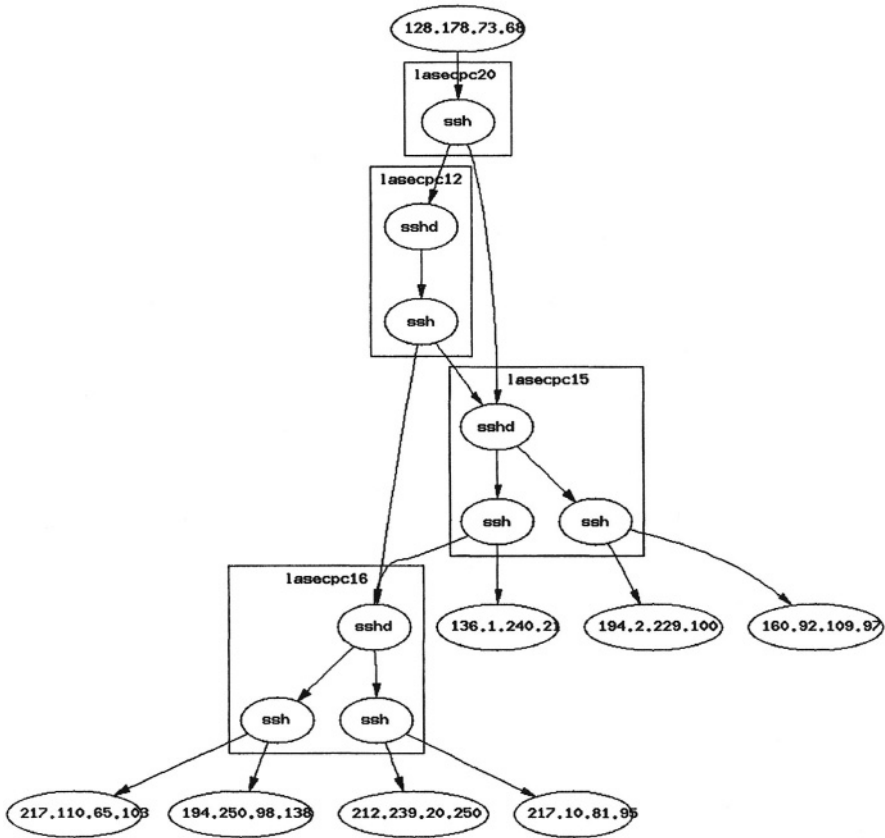 128.178.73.68
lasecpc20
ssh
lasecpc12
sshd
ssh
lasecpc15
sshd
ssh
ssh
lasecpc16
sshd
136.1.240.21
194.2.229.100
160.92.109.97
ssh
ssh
217.110.65.103
194.250.98.138
212.239.20.250
217.10.81.95